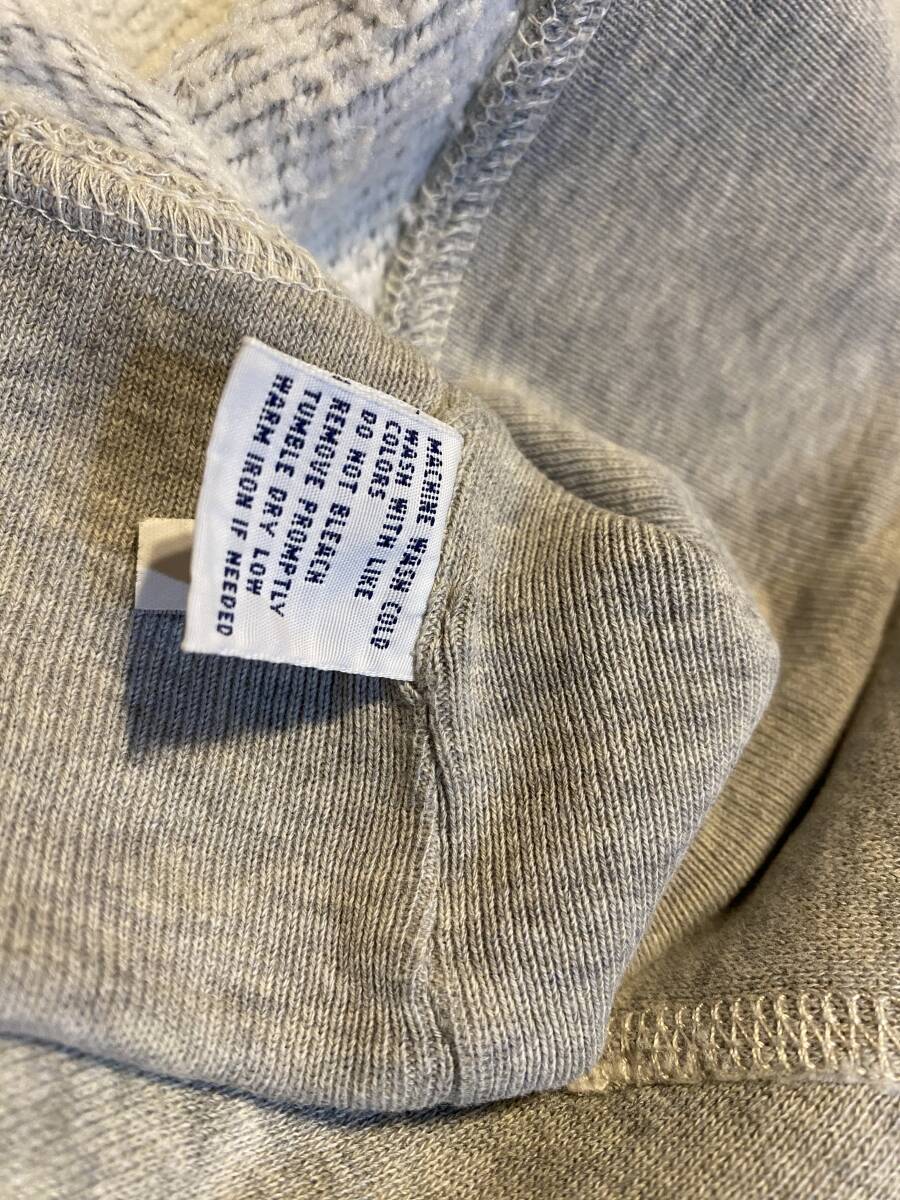 MACHINE WASH COLD
WASH WITH LIKE
COLORS
DO NOT BLEACH
REMOVE PROMPTLY
TUMBLE DRY LOW
WARM IRON IF NEEDED